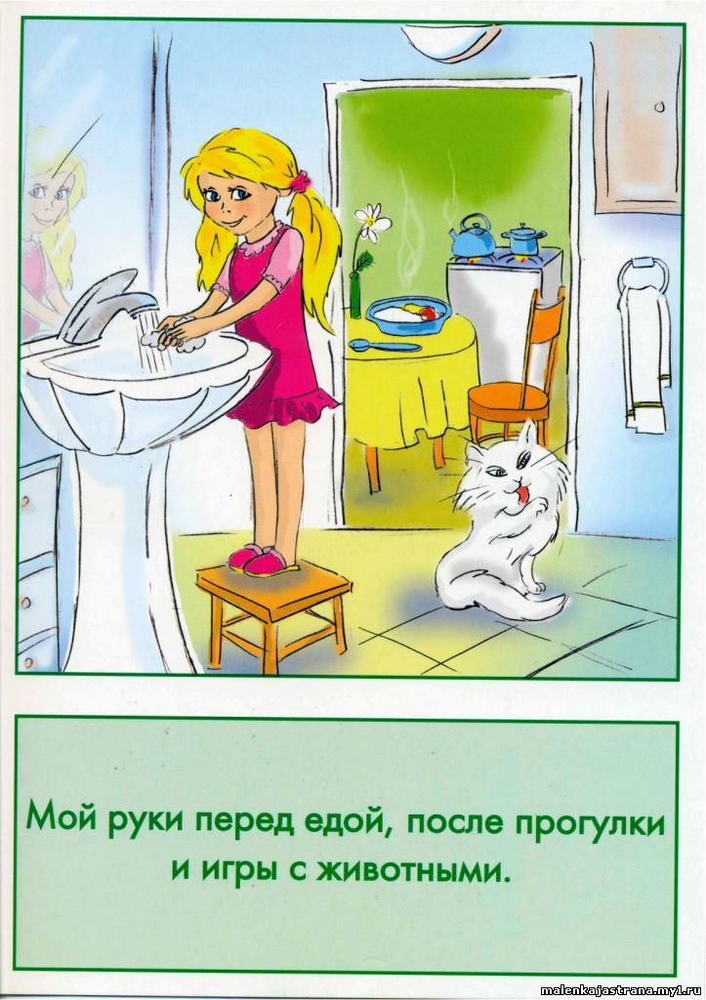 Мой руки перед едой, после прогулки
и игры с животными.
malenkajastrana.my1.ru